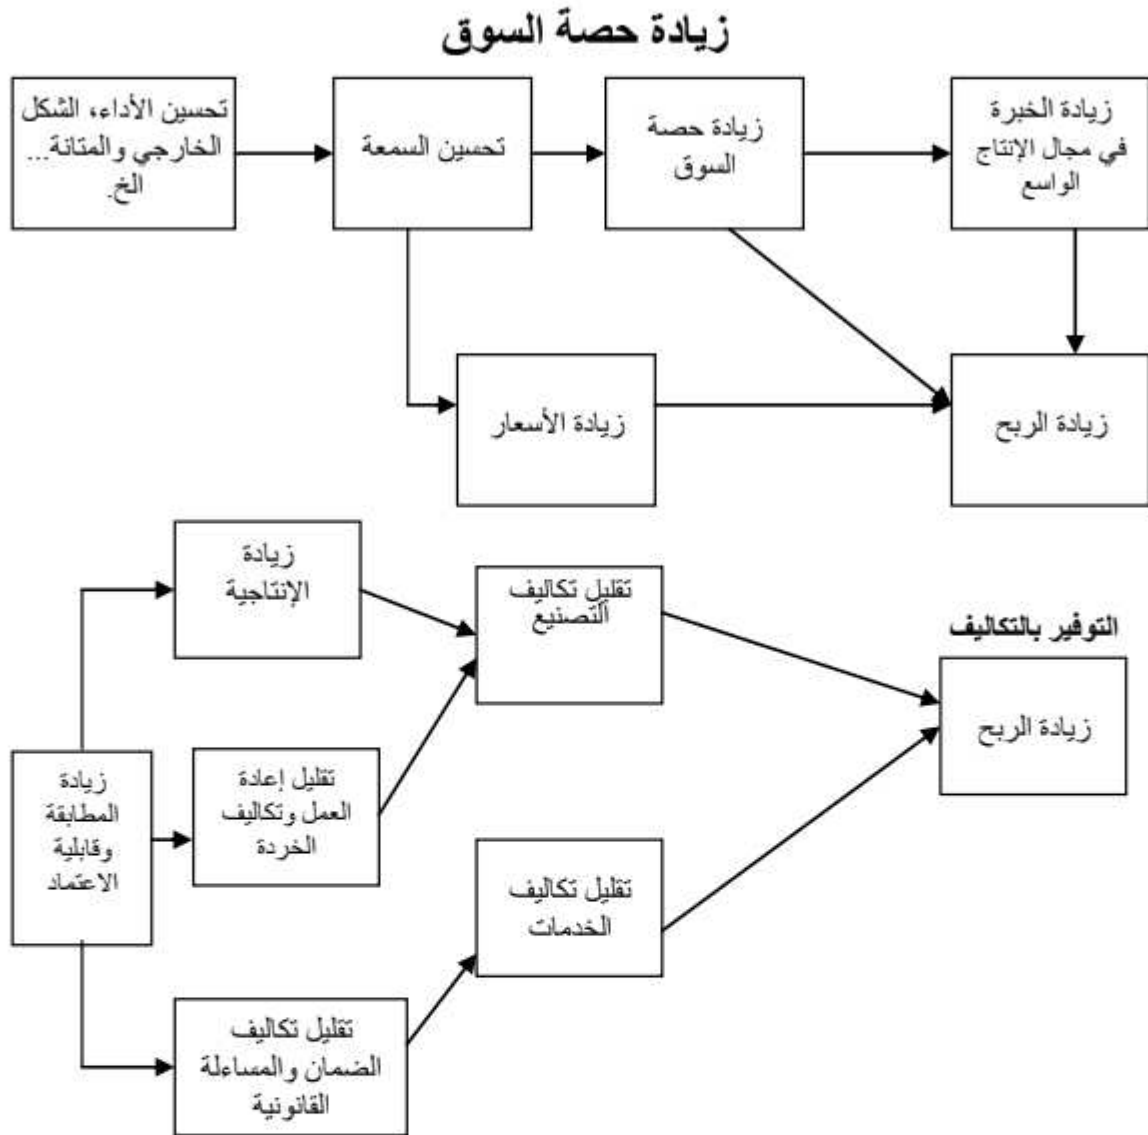 زيادة حصة السوق
تحسين الأداء، الشكل
الخارجي والمتانة...
الخ.
تحسين السمعة
زيادة حصة
السوق
زيادة الخبرة
في مجال الإنتاج
الواسع
زيادة الأسعار
زيادة الربح
زيادة
الإنتاجية
تقليل تكاليف
التصنيع
التوفير بالتكاليف
زيادة الربح
زيادة
المطابقة
وقابلية
الاعتماد
تقليل إعادة
العمل وتكاليف
الخردة
تقليل تكاليف
الخدمات
تقليل تكاليف
الضمان والمساءلة
القانونية